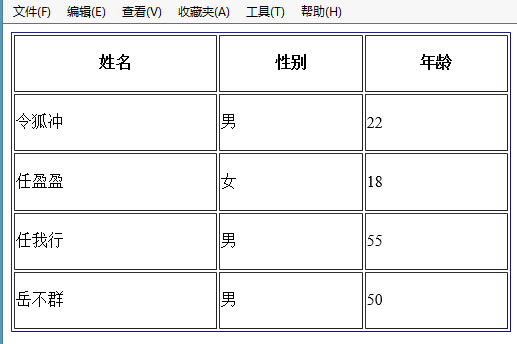 文件(F) 编辑(E) 查看(V) 收藏夹(A) 工具(T) 帮助(H)
姓名 性别 年龄
令狐冲 男 22
任盈盈 女 18
任我行 男 55
岳不群 男 50